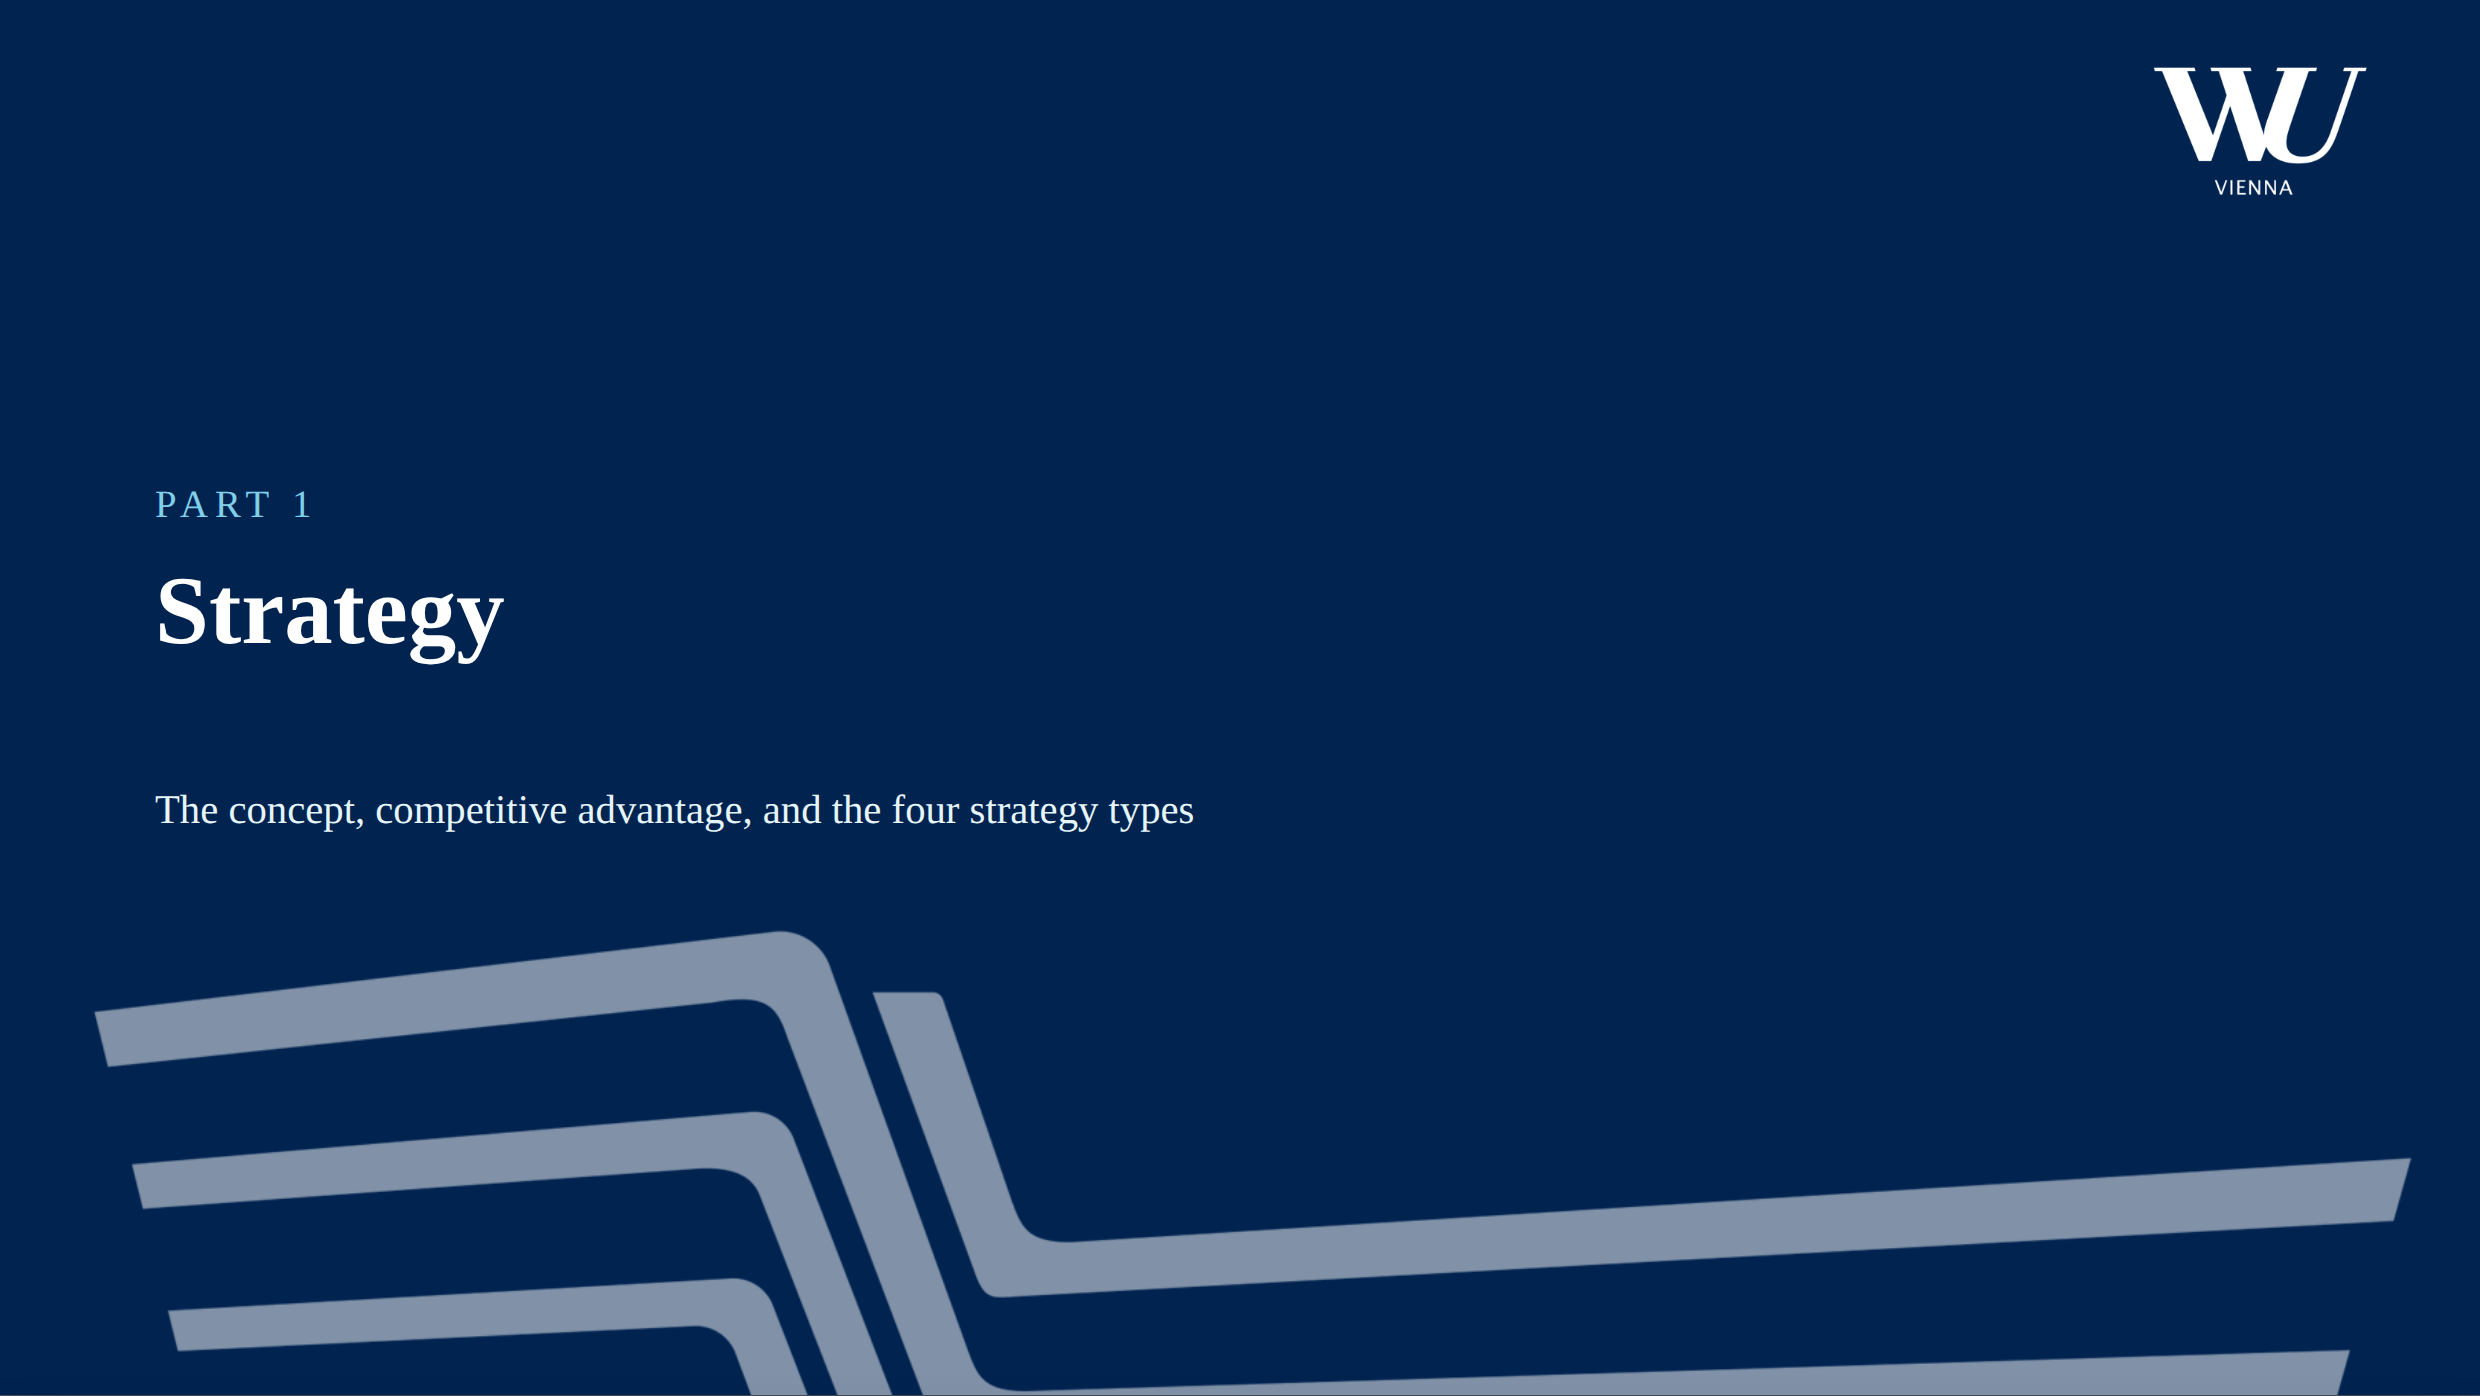 WU
VIENNA
PART 1
Strategy
The concept, competitive advantage, and the four strategy types